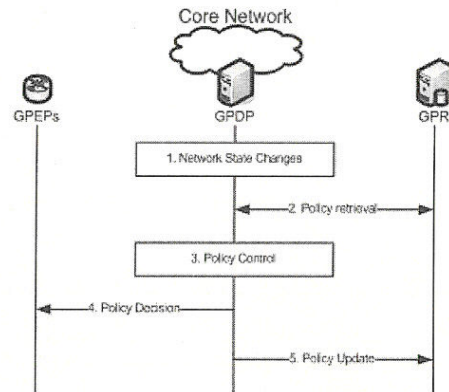 Core Network
GPEPs
GPDP
GPR
1. Network State Changes
2. Policy retrieval
3. Policy Control
4. Policy Decision
5. Policy Update